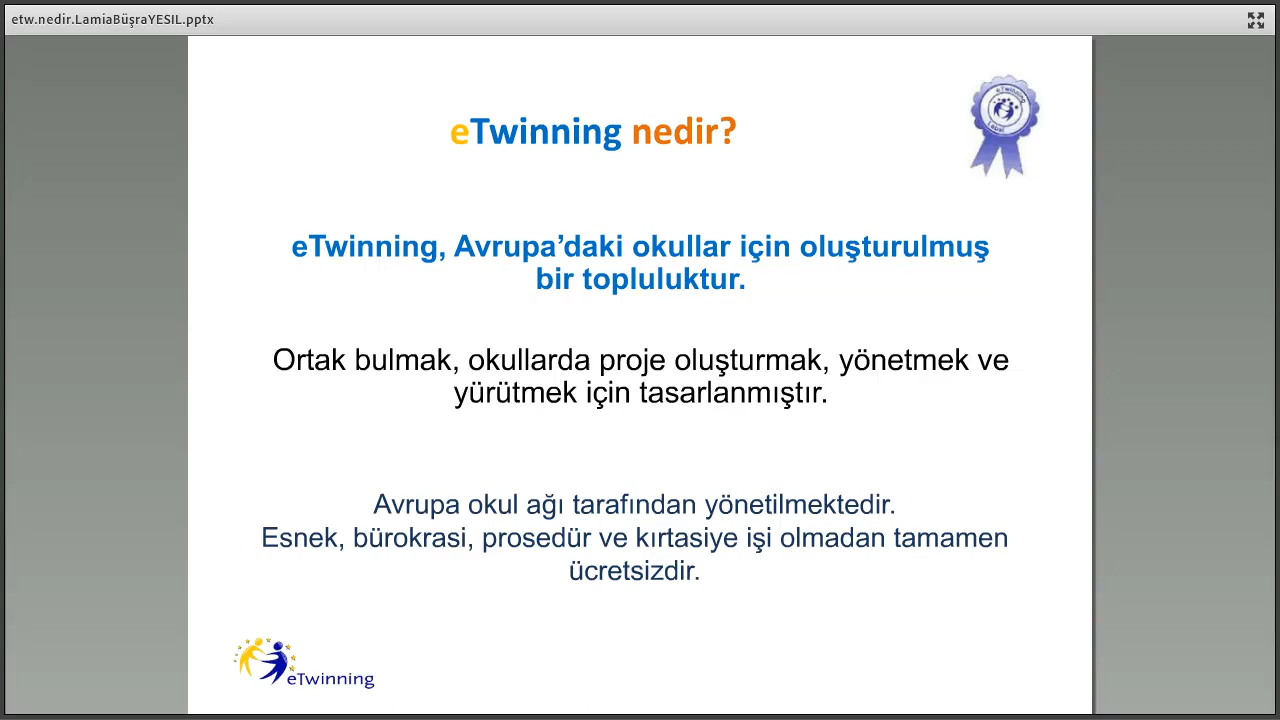 etw.nedir.LamiaBüşraYESIL.pptx
eTwinning nedir?
eTwinning
Label
eTwinning, Avrupa’daki okullar için oluşturulmuş
bir topluluktur.
Ortak bulmak, okullarda proje oluşturmak, yönetmek ve
yürütmek için tasarlanmıştır.
Avrupa okul ağı tarafından yönetilmektedir.
Esnek, bürokrasi, prosedür ve kırtasiye işi olmadan tamamen
ücretsizdir.
eTwinning